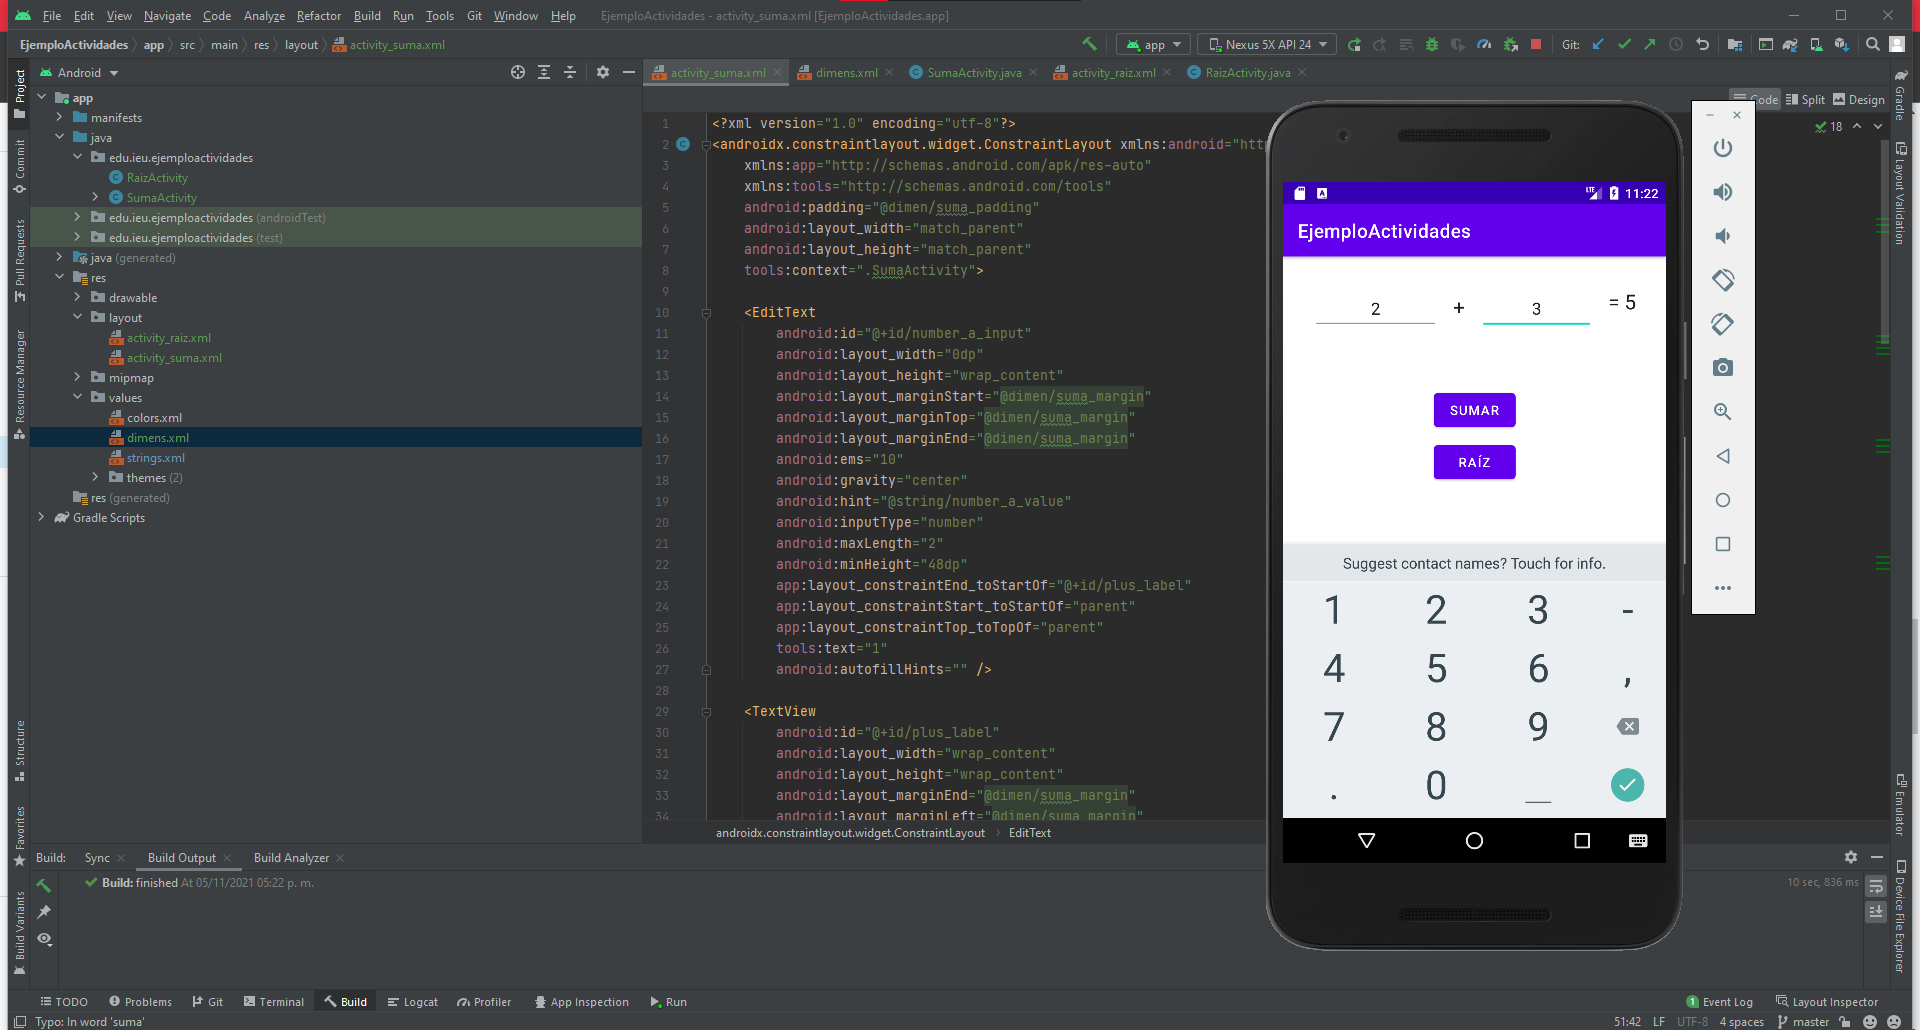 File Edit View Navigate Code Analyze Refactor Build Run Tools Git Window Help EjemploActividades - activity_suma.xml [EjemploActividades.app]
EjemploActividades app src main res layout activity_suma.xml app Nexus 5X API 24 Git:
Project
Commit
Pull Requests
Resource Manager
Structure
Favorites
Build Variants
Android
app
manifests
java
edu.ieu.ejemploactividades
RaizActivity
SumaActivity
edu.ieu.ejemploactividades (androidTest)
edu.ieu.ejemploactividades (test)
java (generated)
res
drawable
layout
activity_raiz.xml
activity_suma.xml
mipmap
values
colors.xml
dimens.xml
strings.xml
themes (2)
res (generated)
Gradle Scripts
activity_suma.xml dimens.xml SumaActivity.java activity_raiz.xml RaizActivity.java
Code Split Design
18
1 <?xml version="1.0" encoding="utf-8"?>
2 <androidx.constraintlayout.widget.ConstraintLayout xmlns:android="htt
3 xmlns:app="http://schemas.android.com/apk/res-auto"
4 xmlns:tools="http://schemas.android.com/tools"
5 android:padding="@dimen/suma_padding"
6 android:layout_width="match_parent"
7 android:layout_height="match_parent"
8 tools:context=".SumaActivity">
9
10 <EditText
11 android:id="@+id/number_a_input"
12 android:layout_width="0dp"
13 android:layout_height="wrap_content"
14 android:layout_marginStart="@dimen/suma_margin"
15 android:layout_marginTop="@dimen/suma_margin"
16 android:layout_marginEnd="@dimen/suma_margin"
17 android:ems="10"
18 android:gravity="center"
19 android:hint="@string/number_a_value"
20 android:inputType="number"
21 android:maxLength="2"
22 android:minHeight="48dp"
23 app:layout_constraintEnd_toStartOf="@+id/plus_label"
24 app:layout_constraintStart_toStartOf="parent"
25 app:layout_constraintTop_toTopOf="parent"
26 tools:text="1"
27 android:autofillHints="" />
28
29 <TextView
30 android:id="@+id/plus_label"
31 android:layout_width="wrap_content"
32 android:layout_height="wrap_content"
33 android:layout_marginEnd="@dimen/suma_margin"
34 android:layout_marginLeft="@dimen/suma_margin"
androidx.constraintlayout.widget.ConstraintLayout EditText
LTE 11:22
EjemploActividades
2 + 3 = 5
SUMAR
RAÍZ
Suggest contact names? Touch for info.
1 2 3 -
4 5 6 ,
7 8 9
. 0 _
Gradle
Layout Validation
Emulator
Device File Explorer
Build: Sync Build Output Build Analyzer
Build: finished At 05/11/2021 05:22 p. m. 10 sec, 836 ms
TODO Problems Git Terminal Build Logcat Profiler App Inspection Run 1 Event Log Layout Inspector
Typo: In word 'suma' 51:42 LF UTF-8 4 spaces master